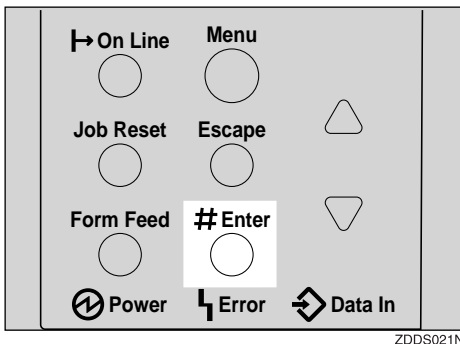 On Line Menu
Job Reset Escape
Form Feed # Enter
Power Error Data In
ZDDS021N